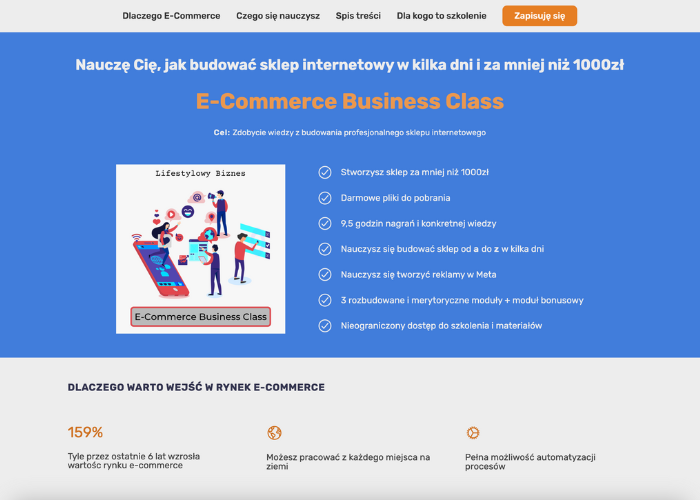 Dlaczego E-Commerce Czego się nauczysz Spis treści Dla kogo to szkolenie Zapisuję się
Nauczę Cię, jak budować sklep internetowy w kilka dni i za mniej niż 1000zł
E-Commerce Business Class
Cel: Zdobycie wiedzy z budowania profesjonalnego sklepu internetowego
Lifestylowy Biznes
E-Commerce Business Class
Stworzysz sklep za mniej niż 1000zł
Darmowe pliki do pobrania
9,5 godzin nagrań i konkretnej wiedzy
Nauczysz się budować sklep od a do z w kilka dni
Nauczysz się tworzyć reklamy w Meta
3 rozbudowane i merytoryczne moduły + moduł bonusowy
Nieograniczony dostęp do szkolenia i materiałów
DLACZEGO WARTO WEJŚĆ W RYNEK E-COMMERCE
159%
Tyle przez ostatnie 6 lat wzrosła
wartośc rynku e-commerce
Możesz pracować z każdego miejsca na
ziemi
Pełna możliwość automatyzacji
procesów